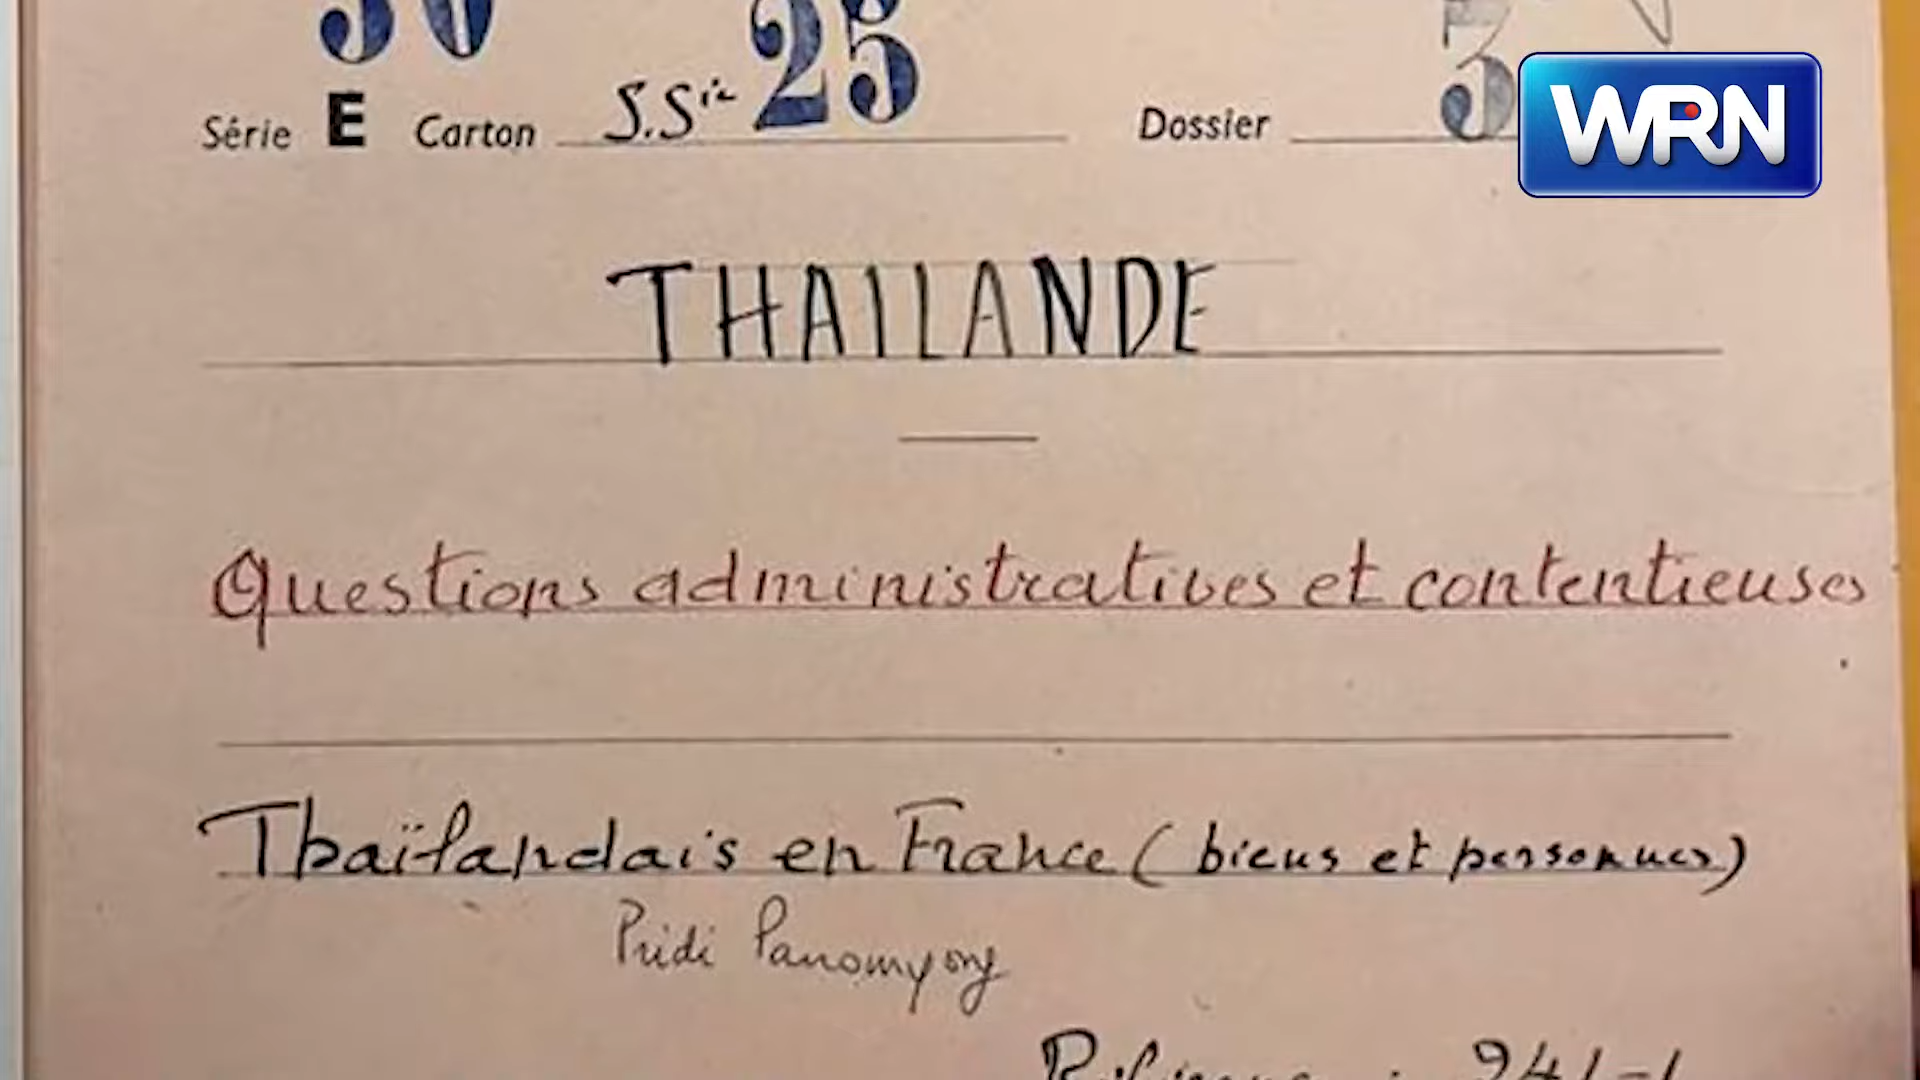 Série E Carton S.Sie 25 Dossier 3
WRN
THAILANDE
Questions administratives et contentieuses
Thaïlandais en France (biens et personnes)
Pridi Panomyong